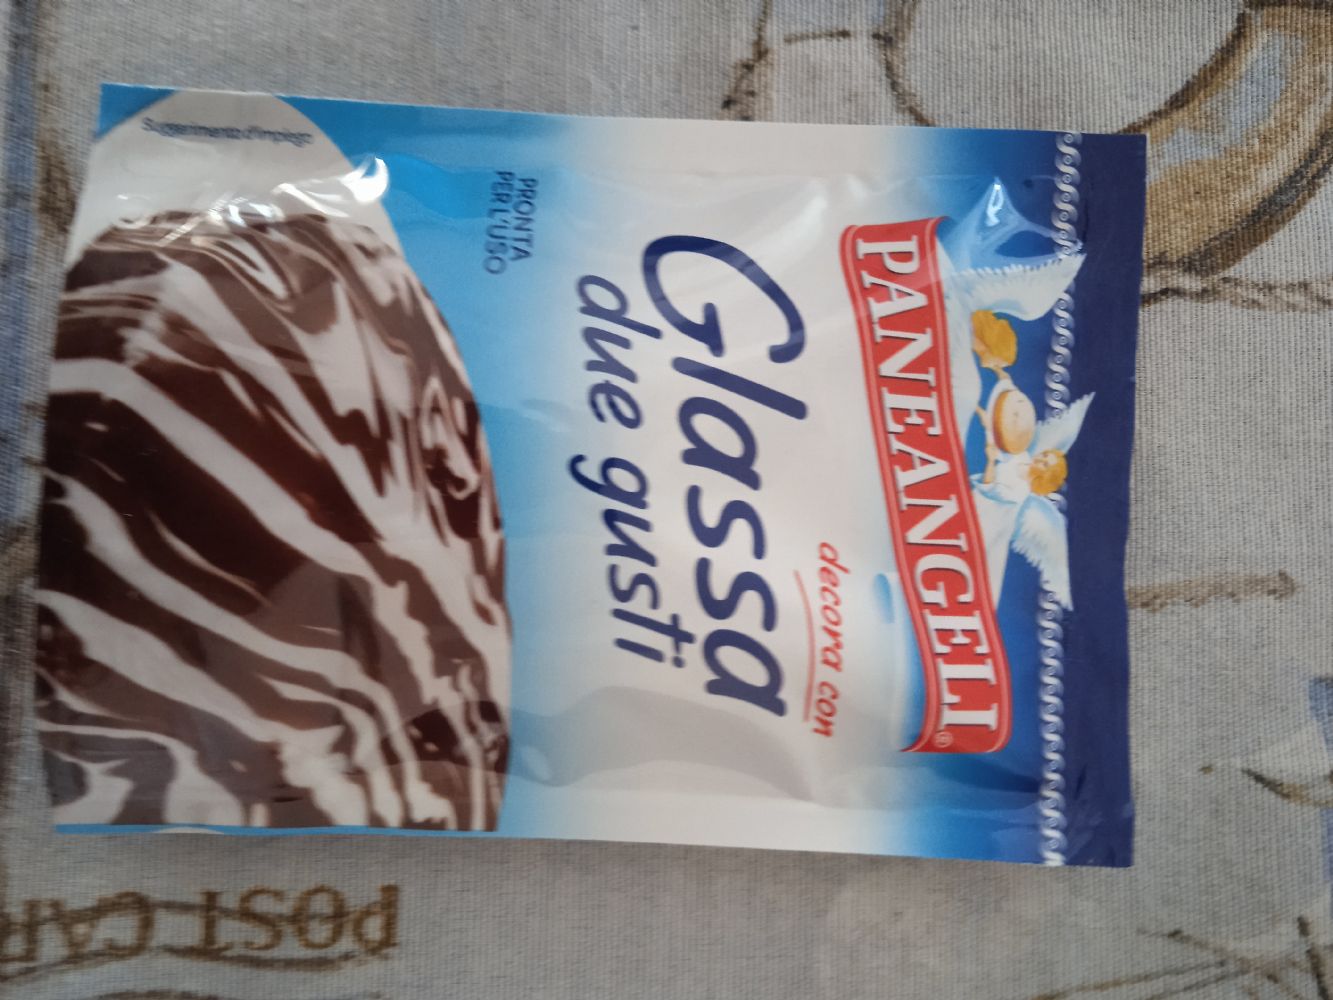 PANEANGELI®
decora con
Glassa
due gusti
PRONTA
PER L'USO
Suggerimento d'impiego
POST CAR